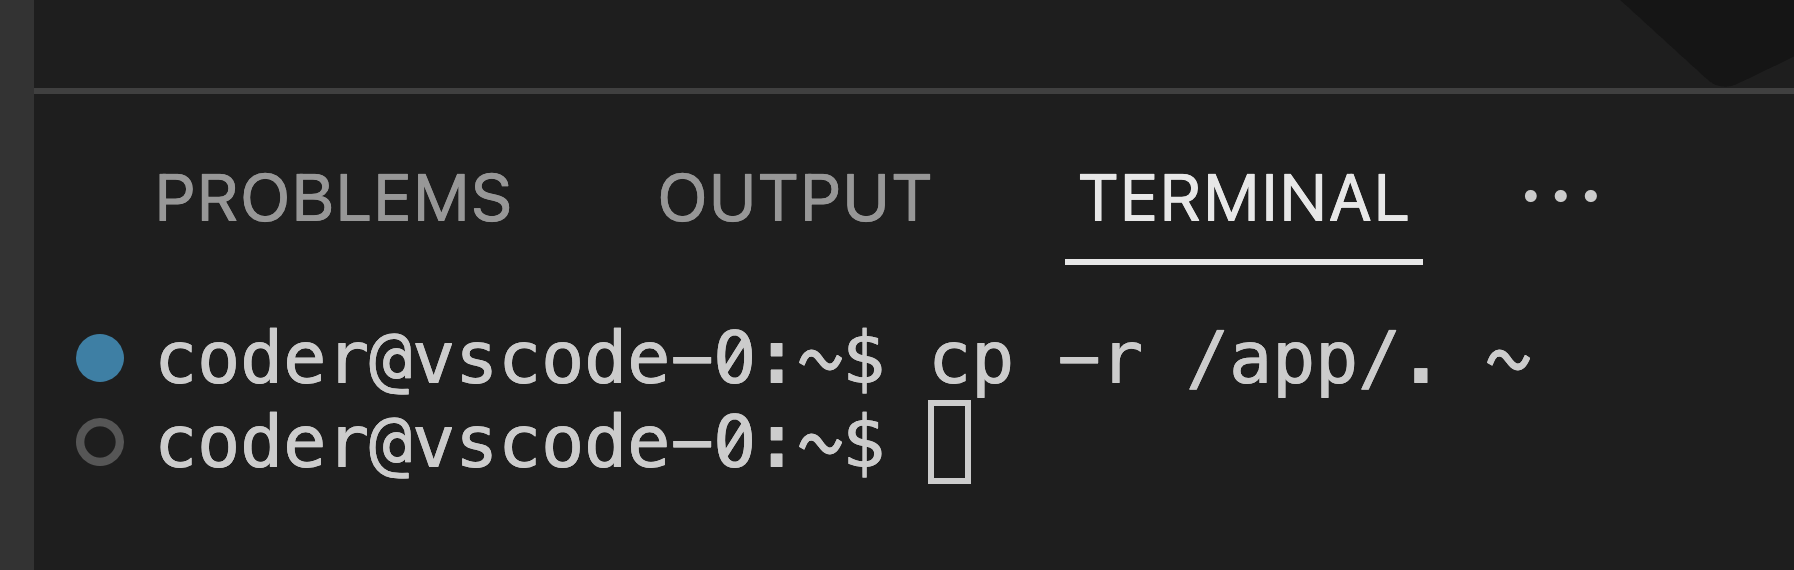 PROBLEMS OUTPUT TERMINAL ···
coder@vscode-0:~$ cp -r /app/. ~
coder@vscode-0:~$